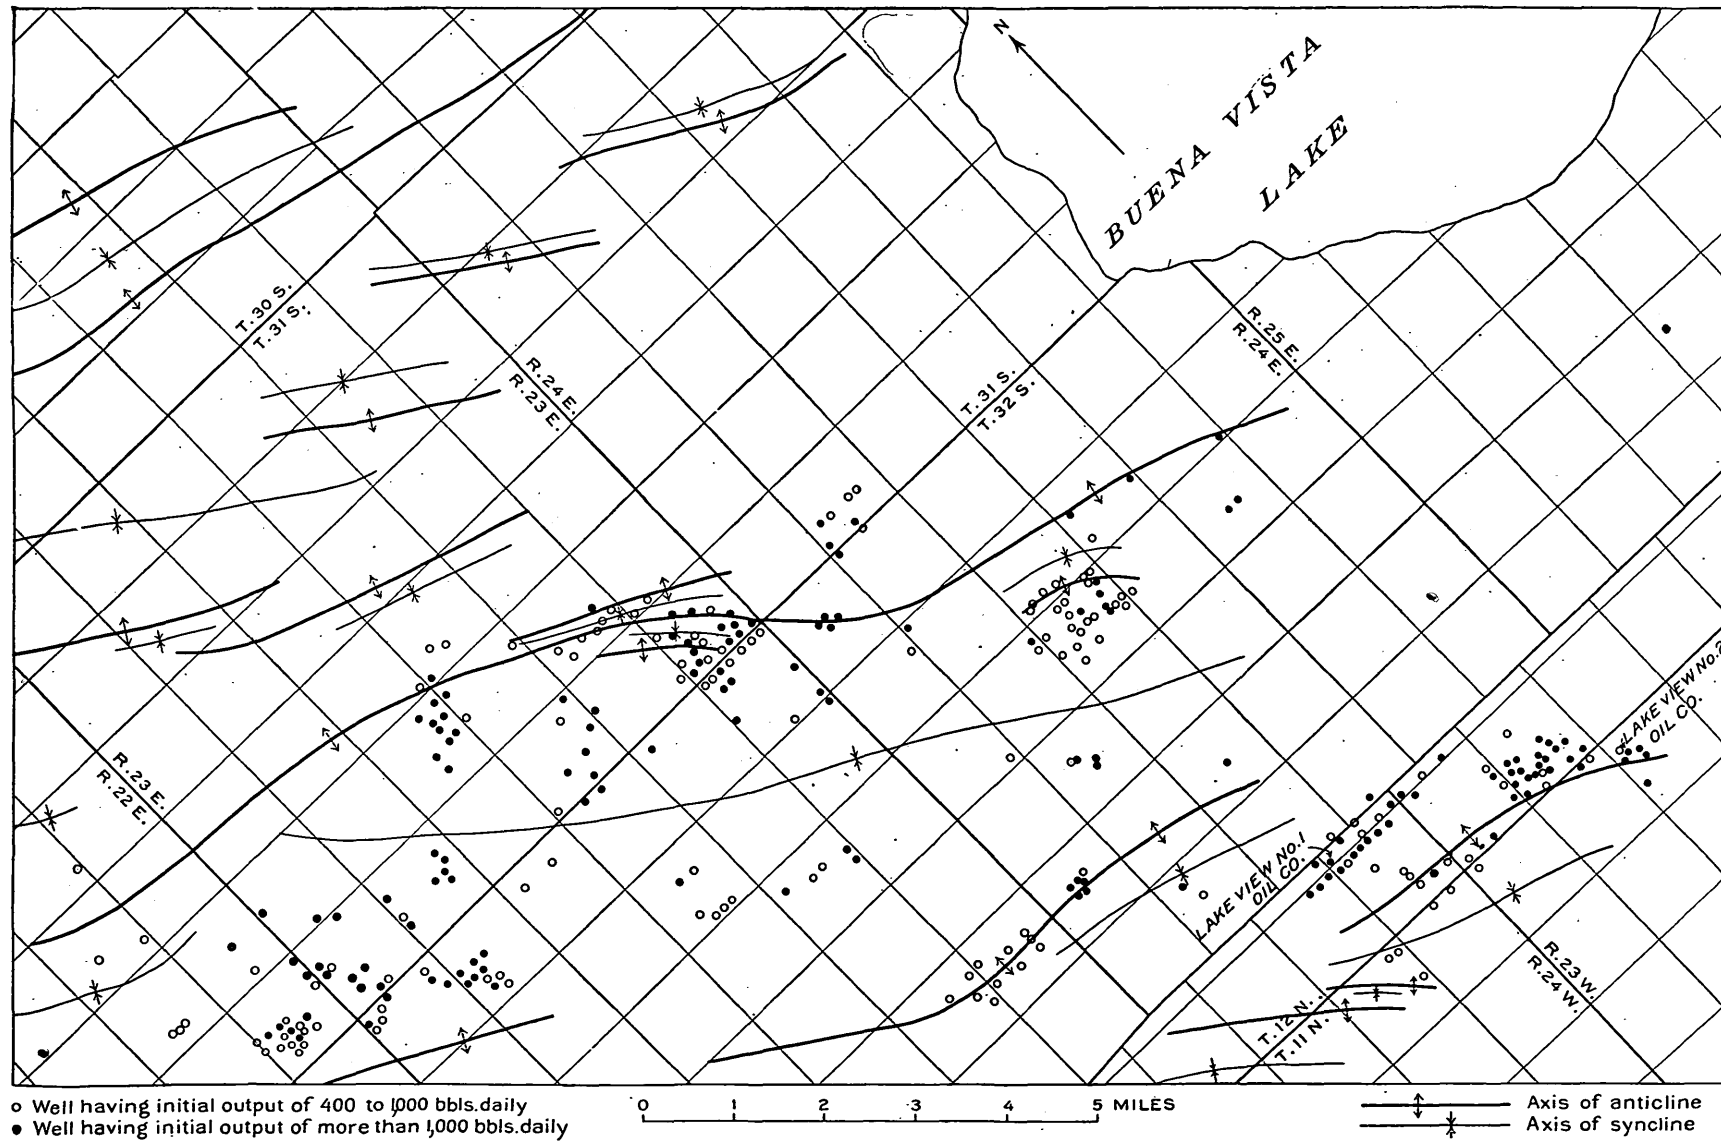 N
BUENA VISTA
LAKE
T. 30 S.
T. 31 S.
R. 24 E.
R. 23 E.
T. 31 S.
T. 32 S.
R. 25 E.
R. 24 E.
R. 23 E.
R. 22 E.
LAKE VIEW No. 1
OIL CO.
LAKE VIEW No. 2
OIL CO.
R. 23 W.
R. 24 W.
T. 12 N.
T. 11 N.
Well having initial output of 400 to 1,000 bbls. daily
Well having initial output of more than 1,000 bbls. daily
0 1 2 3 4 5 MILES
Axis of anticline
Axis of syncline